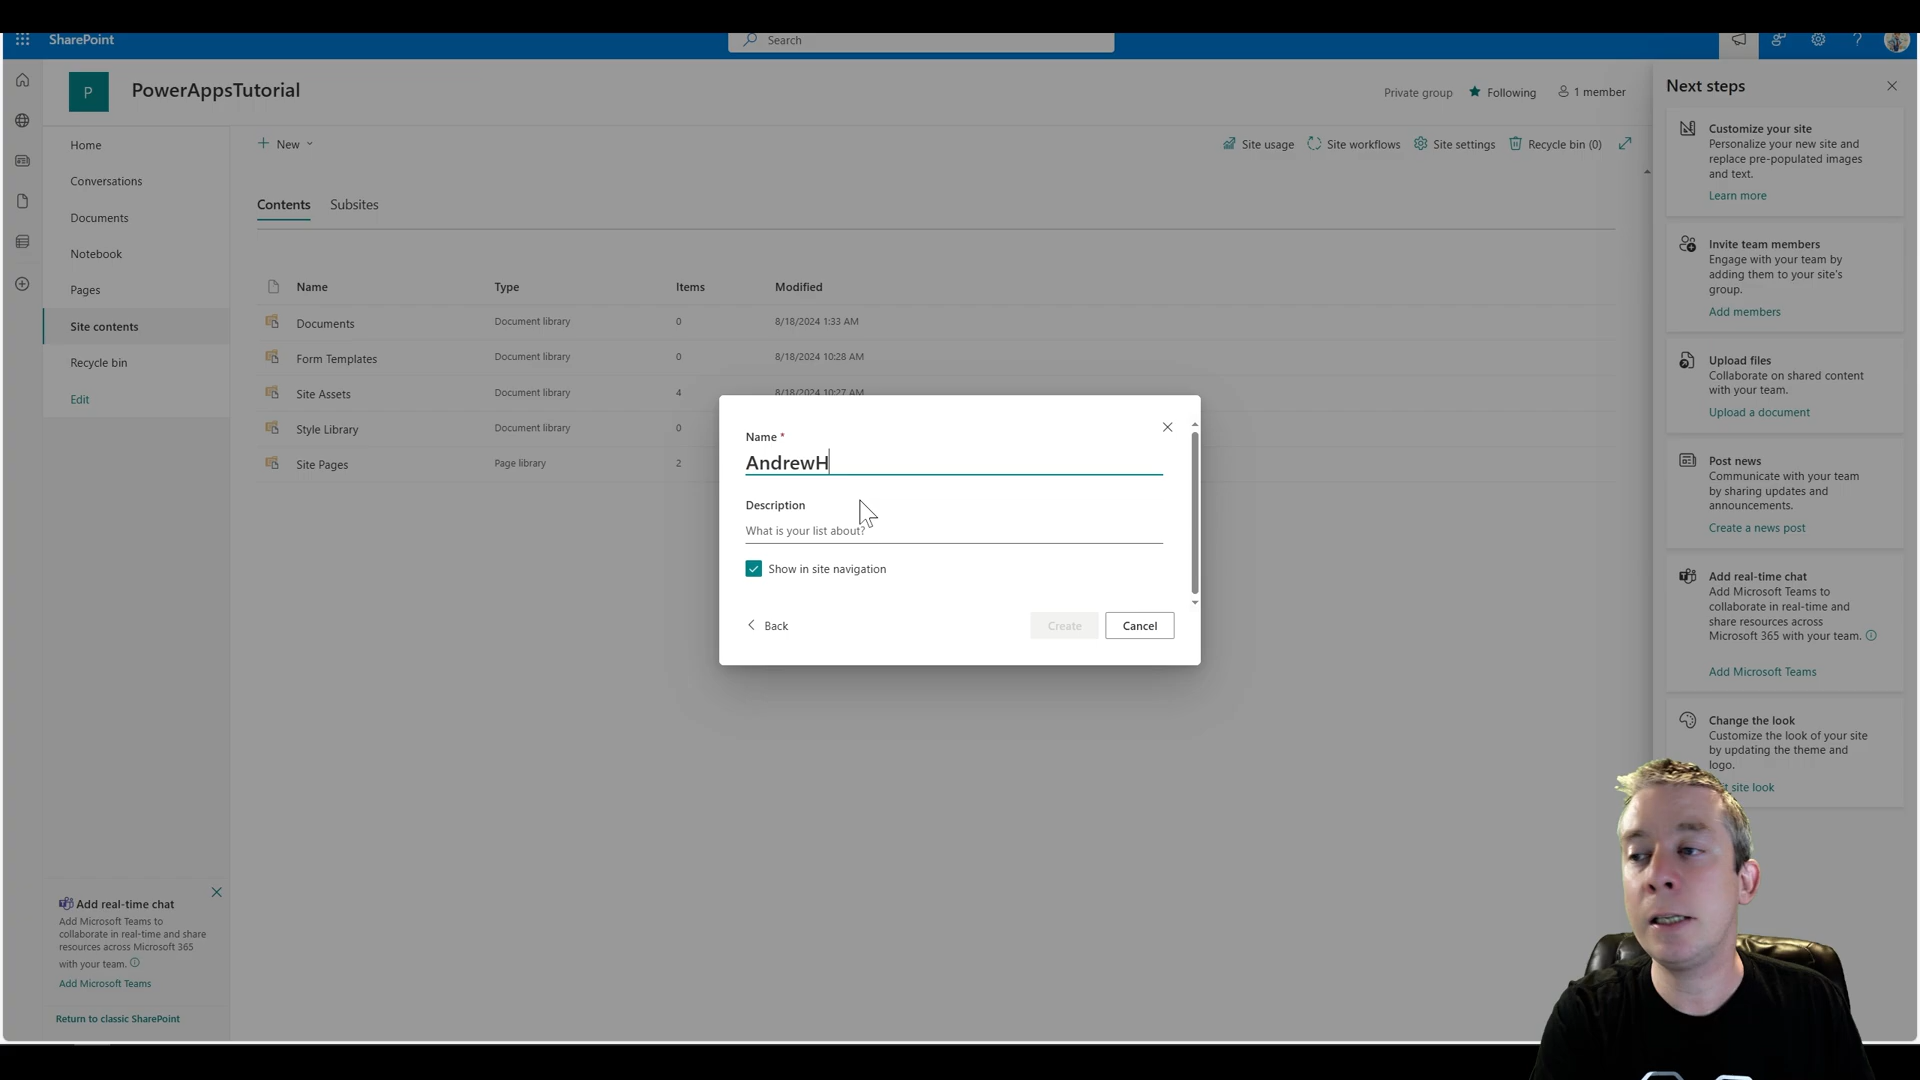 SharePoint
Search
P
PowerAppsTutorial
Private group
Following
1 member
Home
Conversations
Documents
Notebook
Pages
Site contents
Recycle bin
Edit
New
Site usage
Site workflows
Site settings
Recycle bin (0)
Contents
Subsites
Name
Type
Items
Modified
Documents
Document library
0
8/18/2024 1:33 AM
Form Templates
Document library
0
8/18/2024 10:28 AM
Site Assets
Document library
4
8/18/2024 10:27 AM
Style Library
Document library
0
Site Pages
Page library
2
Name *
AndrewH
Description
What is your list about?
Show in site navigation
Back
Create
Cancel
Next steps
Customize your site
Personalize your new site and
replace pre-populated images
and text.
Learn more
Invite team members
Engage with your team by
adding them to your site's
group.
Add members
Upload files
Collaborate on shared content
with your team.
Upload a document
Post news
Communicate with your team
by sharing updates and
announcements.
Create a news post
Add real-time chat
Add Microsoft Teams to
collaborate in real-time and
share resources across
Microsoft 365 with your team.
Add Microsoft Teams
Change the look
Customize the look of your site
by updating the theme and
logo.
site look
Add real-time chat
Add Microsoft Teams to
collaborate in real-time and share
resources across Microsoft 365
with your team.
Add Microsoft Teams
Return to classic SharePoint